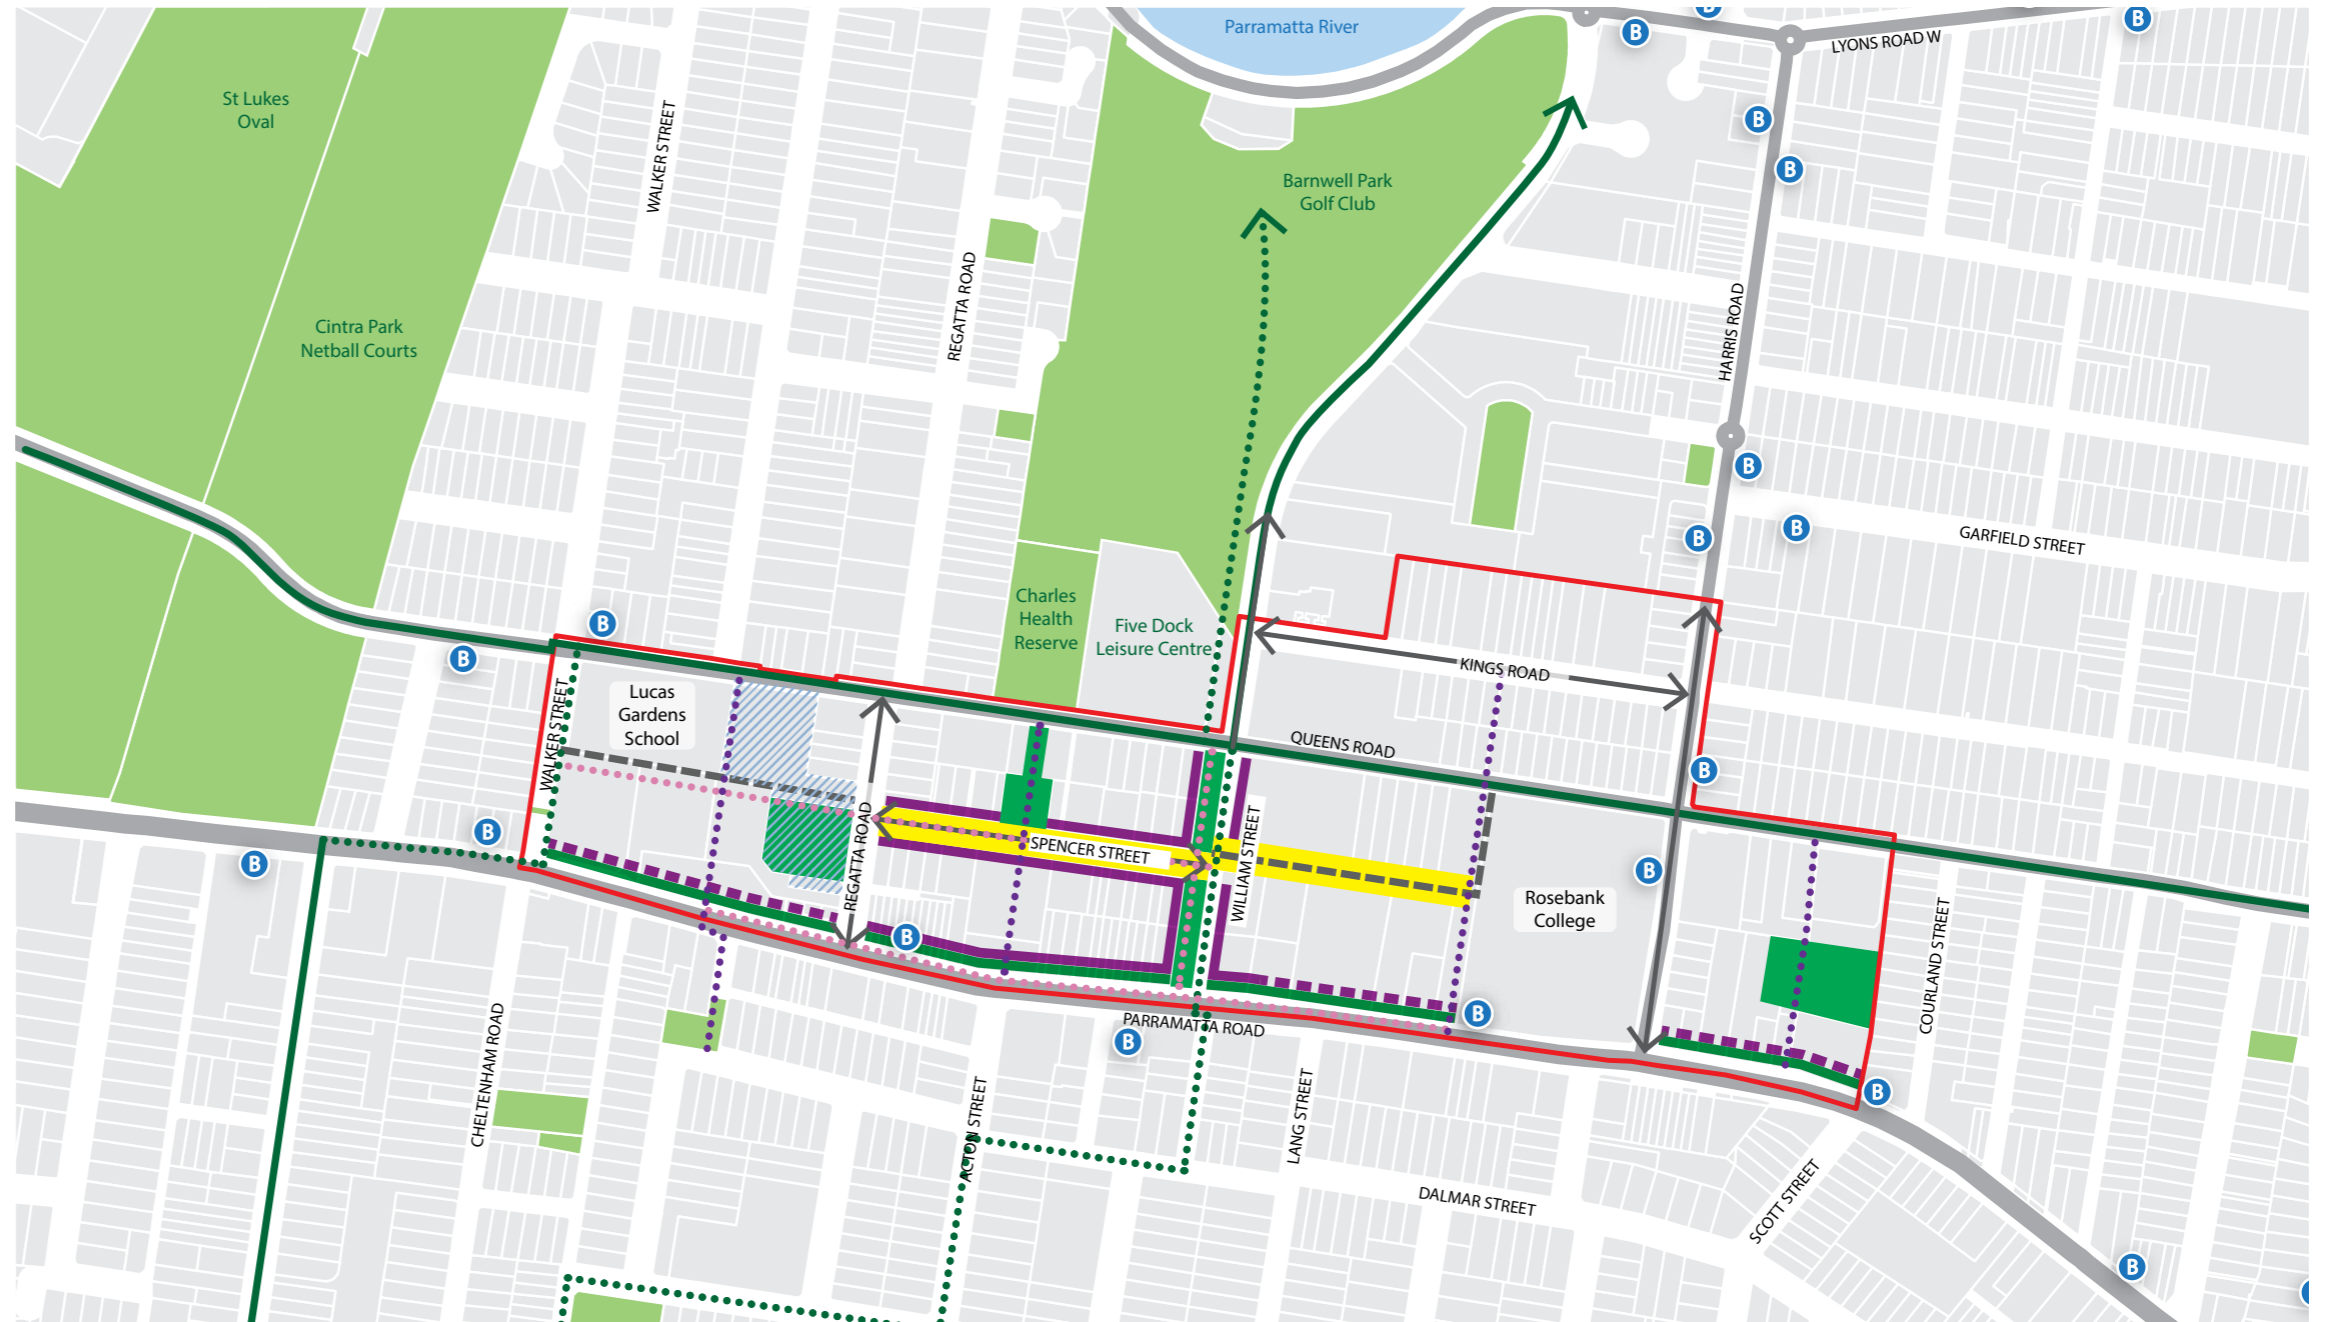 Parramatta River
B
B
B
LYONS ROAD W
St Lukes
Oval
WALKER STREET
B
B
Barnwell Park
Golf Club
REGATTA ROAD
HARRIS ROAD
Cintra Park
Netball Courts
B
B
B
GARFIELD STREET
Charles
Health
Reserve
Five Dock
Leisure Centre
B
B
KINGS ROAD
WALKER STREET
Lucas
Gardens
School
QUEENS ROAD
B
B
B
REGATTA ROAD
SPENCER STREET
WILLIAM STREET
B
Rosebank
College
COURLAND STREET
B
B
PARRAMATTA ROAD
B
B
CHELTENHAM ROAD
ACTON STREET
LANG STREET
DALMAR STREET
SCOTT STREET
B